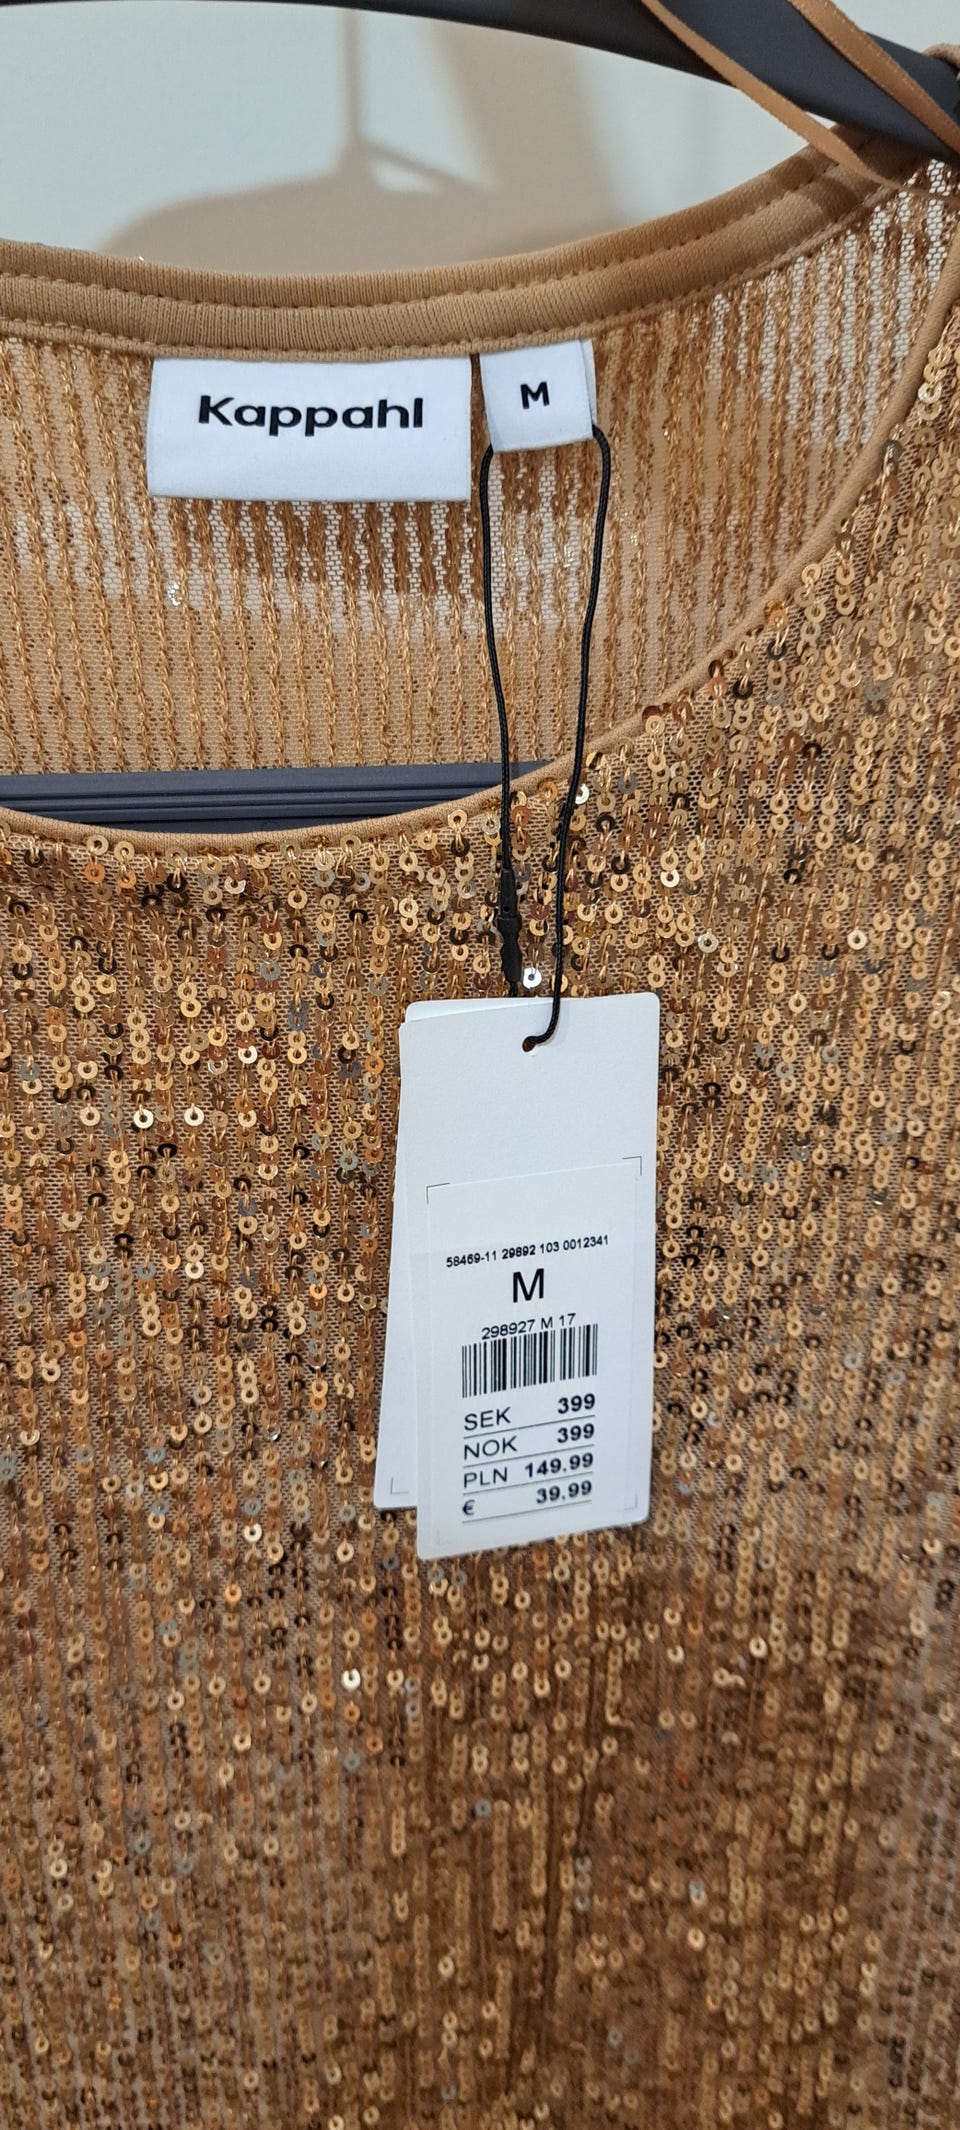 Kappahl
M
58469-11 29892 103 0012341
M
298927 M 17
SEK 399
NOK 399
PLN 149.99
€ 39.99